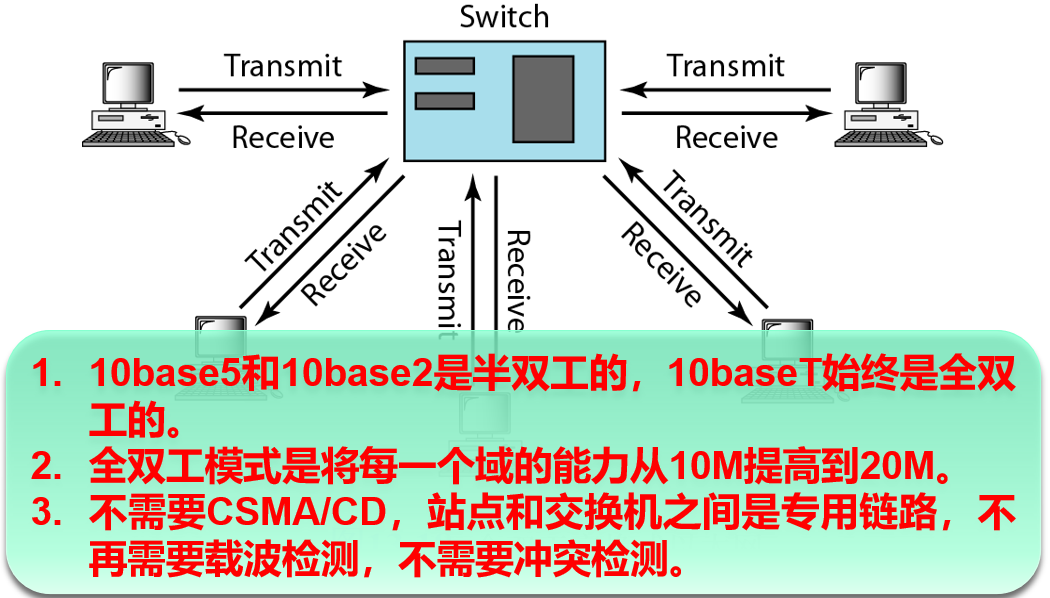 Switch
Transmit
Receive
Transmit
Receive
Transmit
Receive
Transmit
Receive
Transmit
Receive
1. 10base5和10base2是半双工的，10baseT始终是全双
工的。
2. 全双工模式是将每一个域的能力从10M提高到20M。
3. 不需要CSMA/CD，站点和交换机之间是专用链路，不
再需要载波检测，不需要冲突检测。